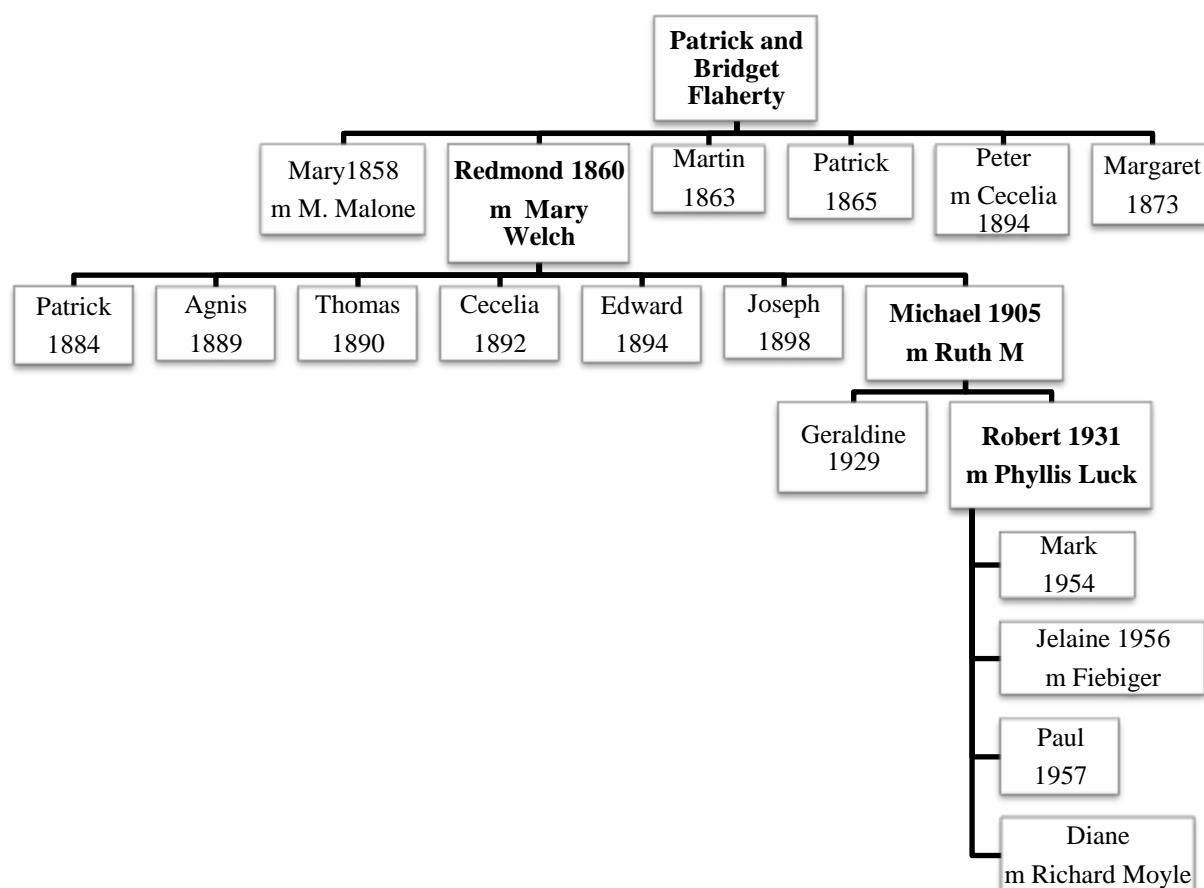 Patrick and
Bridget
Flaherty
Mary1858
m M. Malone
Redmond 1860
m Mary
Welch
Martin
1863
Patrick
1865
Peter
m Cecelia
1894
Margaret
1873
Patrick
1884
Agnis
1889
Thomas
1890
Cecelia
1892
Edward
1894
Joseph
1898
Michael 1905
m Ruth M
Geraldine
1929
Robert 1931
m Phyllis Luck
Mark
1954
Jelaine 1956
m Fiebiger
Paul
1957
Diane
m Richard Moyle